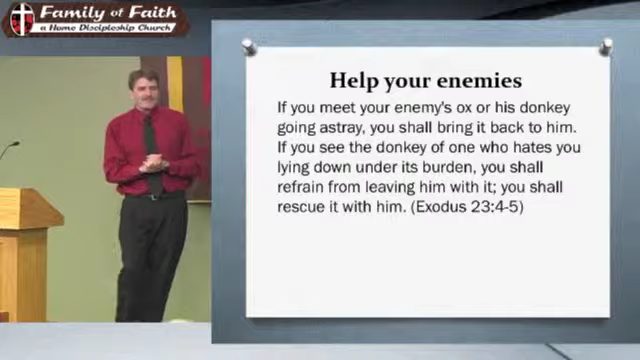 Family of Faith
a Home Discipleship Church
Help your enemies
If you meet your enemy's ox or his donkey
going astray, you shall bring it back to him.
If you see the donkey of one who hates you
lying down under its burden, you shall
refrain from leaving him with it; you shall
rescue it with him. (Exodus 23:4-5)